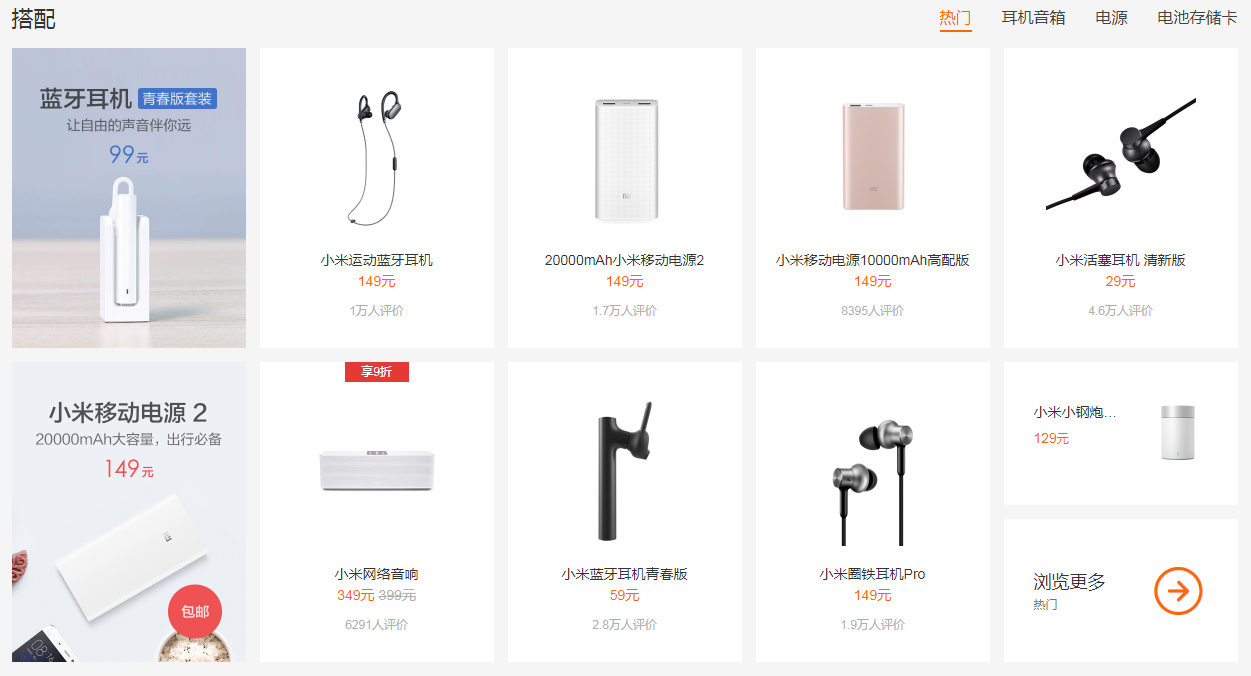 搭配
热门 耳机音箱 电源 电池存储卡
蓝牙耳机 青春版套装
让自由的声音伴你远
99元
小米运动蓝牙耳机
149元
1万人评价
20000mAh小米移动电源2
149元
1.7万人评价
小米移动电源10000mAh高配版
149元
8395人评价
小米活塞耳机 清新版
29元
4.6万人评价
小米移动电源 2
20000mAh大容量，出行必备
149元
包邮
08:16
享9折
小米网络音响
349元 399元
6291人评价
小米蓝牙耳机青春版
59元
2.8万人评价
小米圈铁耳机Pro
149元
1.9万人评价
小米小钢炮...
129元
浏览更多
热门